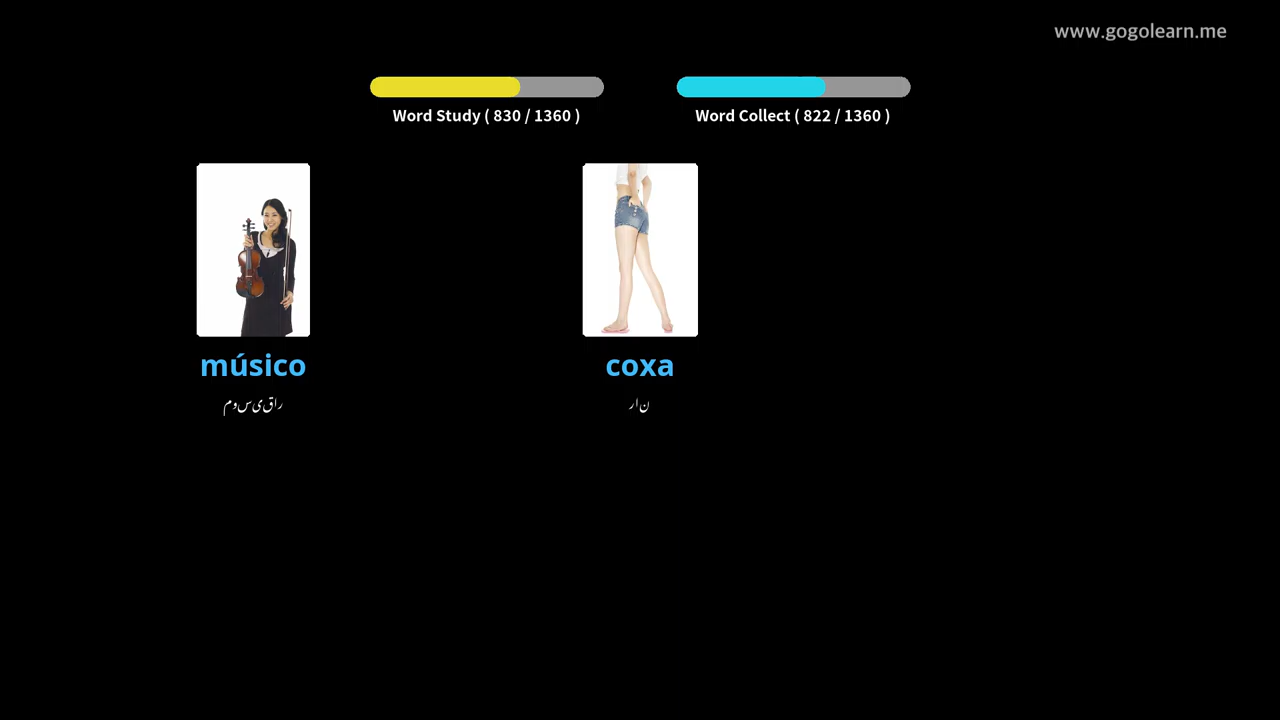 www.gogolearn.me
Word Study ( 830 / 1360 )
Word Collect ( 822 / 1360 )
músico
coxa
موسیقار
ران